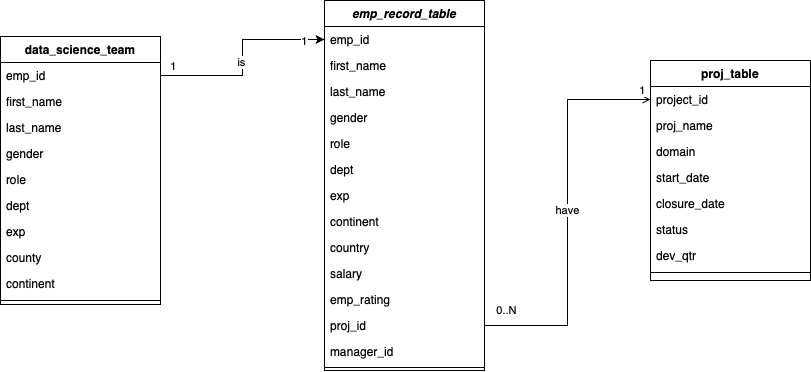 data_science_team
emp_id
first_name
last_name
gender
role
dept
exp
county
continent
1
is
1
emp_record_table
emp_id
first_name
last_name
gender
role
dept
exp
continent
country
salary
emp_rating
proj_id
manager_id
0..N
have
1
proj_table
project_id
proj_name
domain
start_date
closure_date
status
dev_qtr